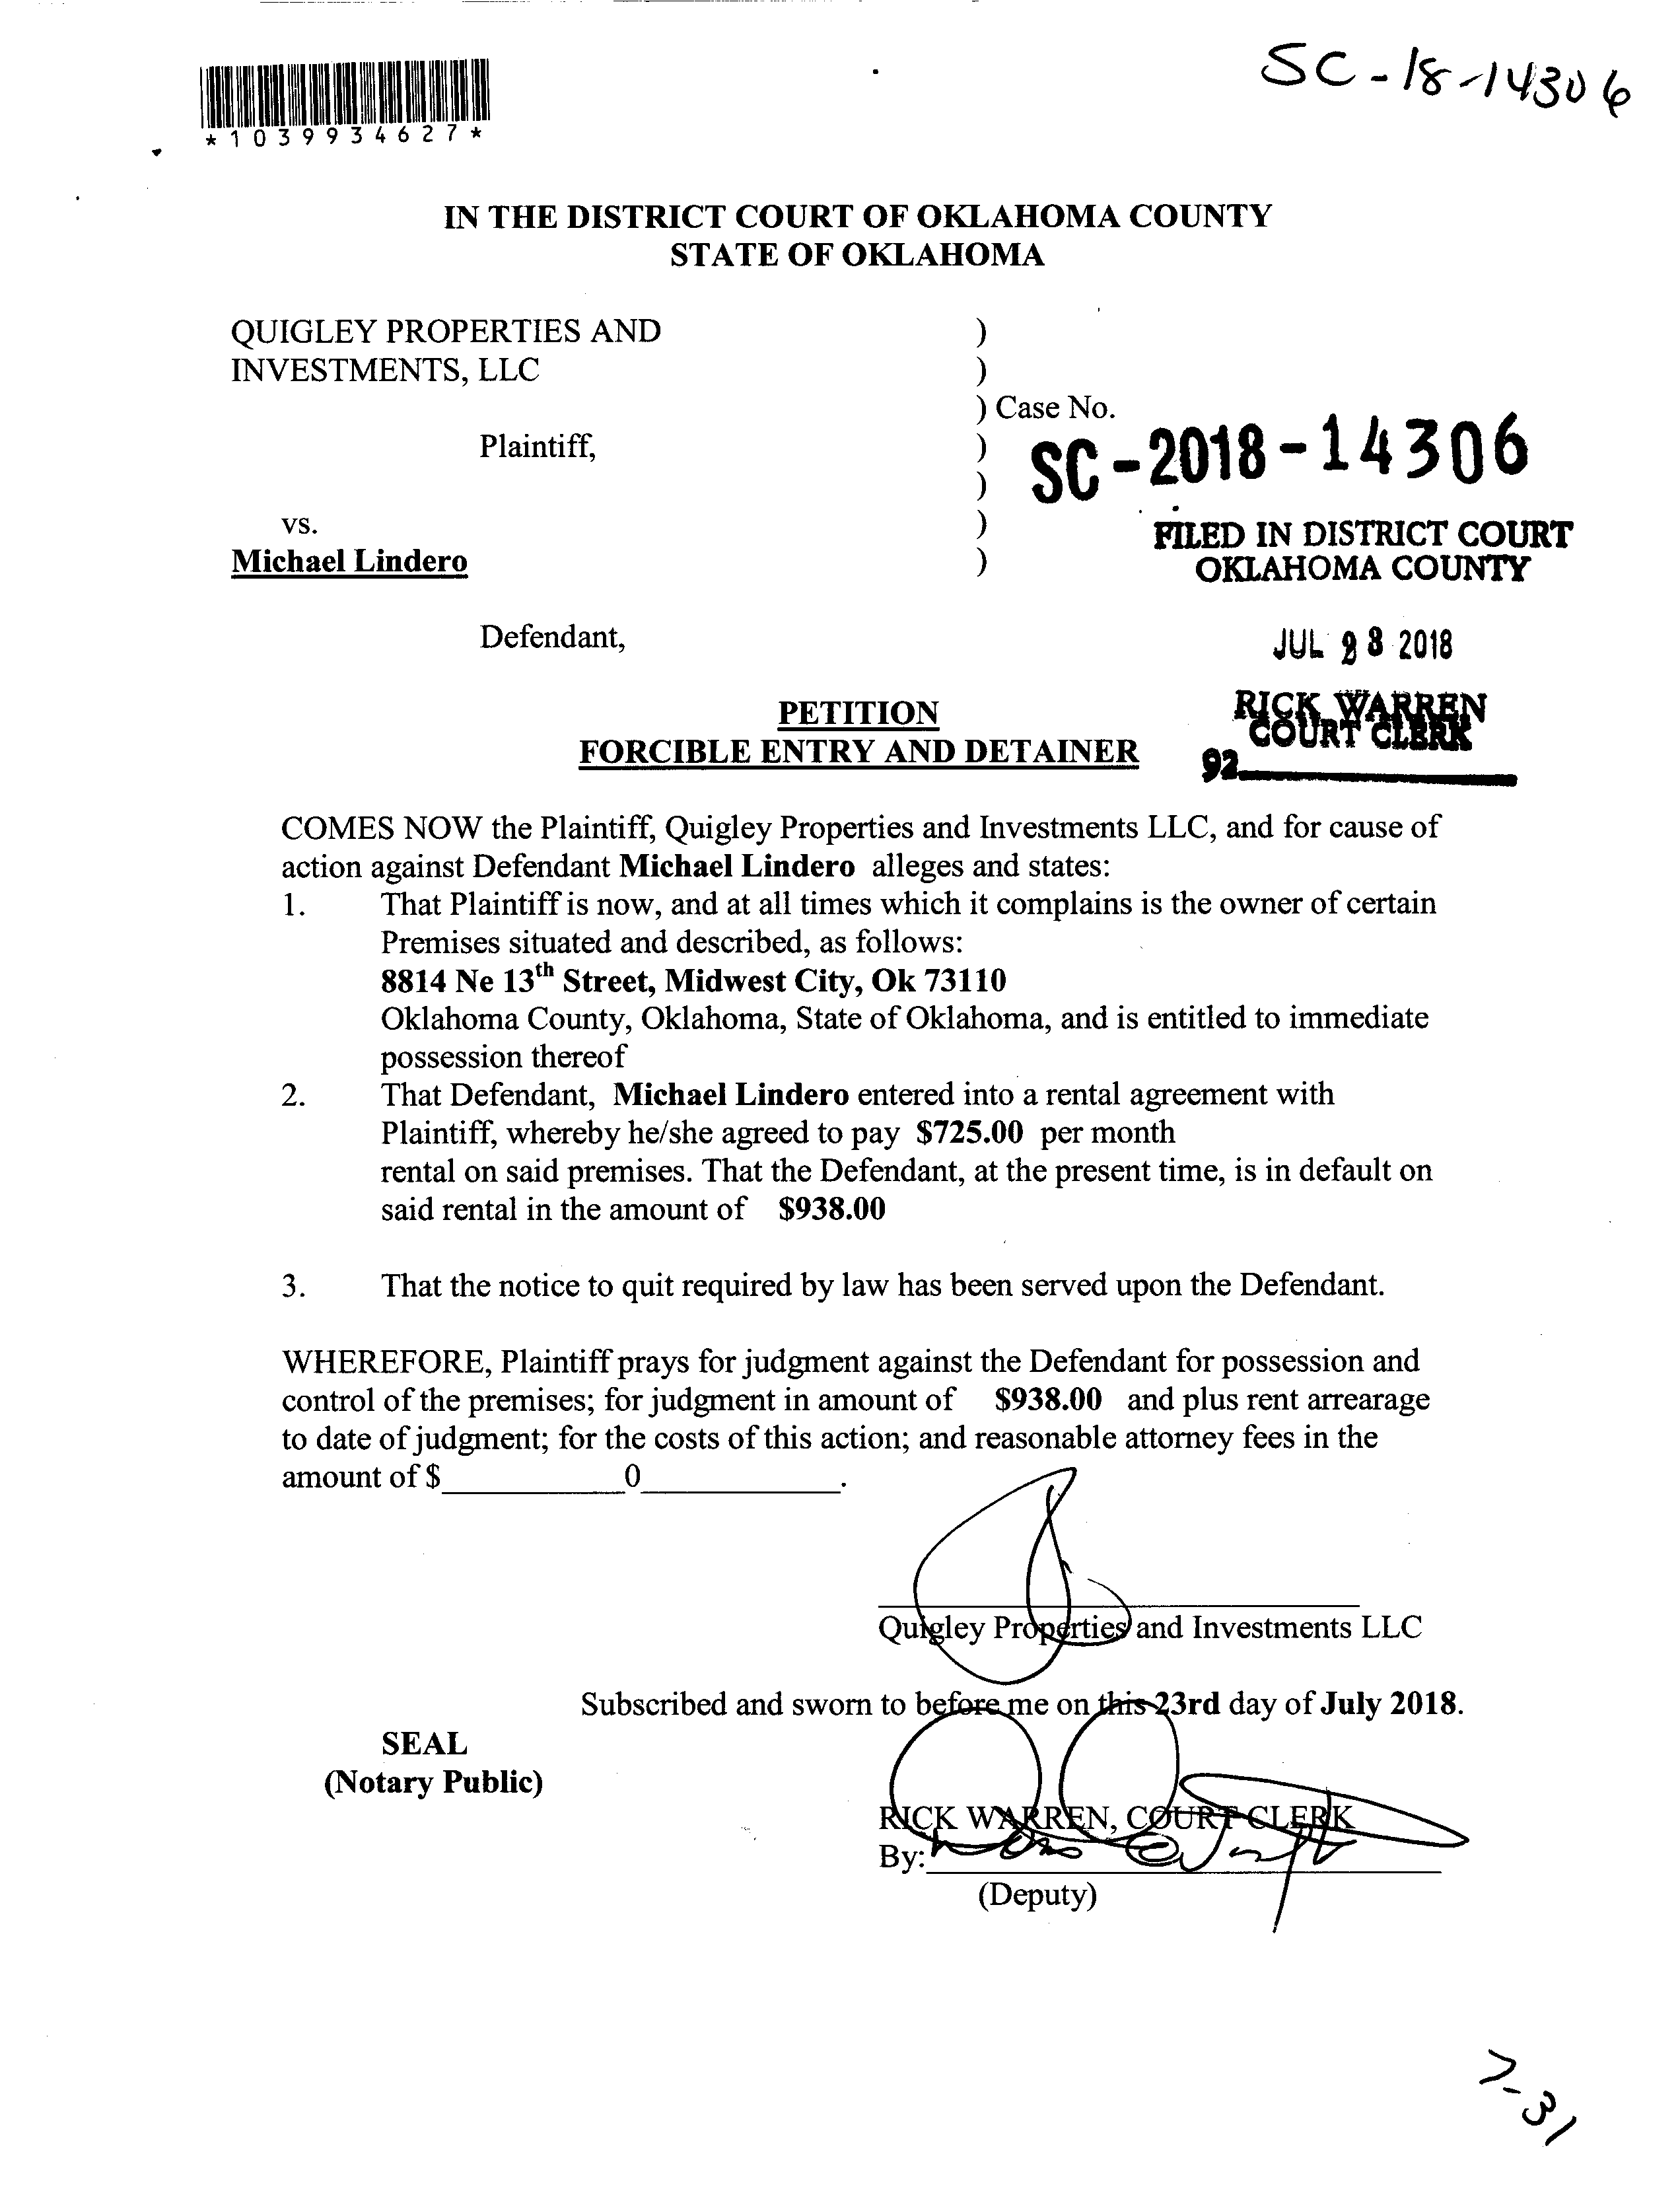 SC-18-14306
*1039934627*
IN THE DISTRICT COURT OF OKLAHOMA COUNTY
STATE OF OKLAHOMA
QUIGLEY PROPERTIES AND )
INVESTMENTS, LLC )
) Case No.
Plaintiff, )
SC-2018-14306
)
vs. )
FILED IN DISTRICT COURT
Michael Lindero )
OKLAHOMA COUNTY
Defendant,
JUL 2018
PETITION
RICK WARREN
COURT CLERK
FORCIBLE ENTRY AND DETAINER
92
COMES NOW the Plaintiff, Quigley Properties and Investments LLC, and for cause of
action against Defendant Michael Lindero alleges and states:
1. That Plaintiff is now, and at all times which it complains is the owner of certain
Premises situated and described, as follows:
8814 Ne 13th Street, Midwest City, Ok 73110
Oklahoma County, Oklahoma, State of Oklahoma, and is entitled to immediate
possession thereof
2. That Defendant, Michael Lindero entered into a rental agreement with
Plaintiff, whereby he/she agreed to pay $725.00 per month
rental on said premises. That the Defendant, at the present time, is in default on
said rental in the amount of $938.00
3. That the notice to quit required by law has been served upon the Defendant.
WHEREFORE, Plaintiff prays for judgment against the Defendant for possession and
control of the premises; for judgment in amount of $938.00 and plus rent arrearage
to date of judgment; for the costs of this action; and reasonable attorney fees in the
amount of $ 0 .
Quigley Properties and Investments LLC
Subscribed and sworn to before me on this 23rd day of July 2018.
SEAL
(Notary Public)
RICK WARREN, COURT CLERK
By:
(Deputy)
7-31